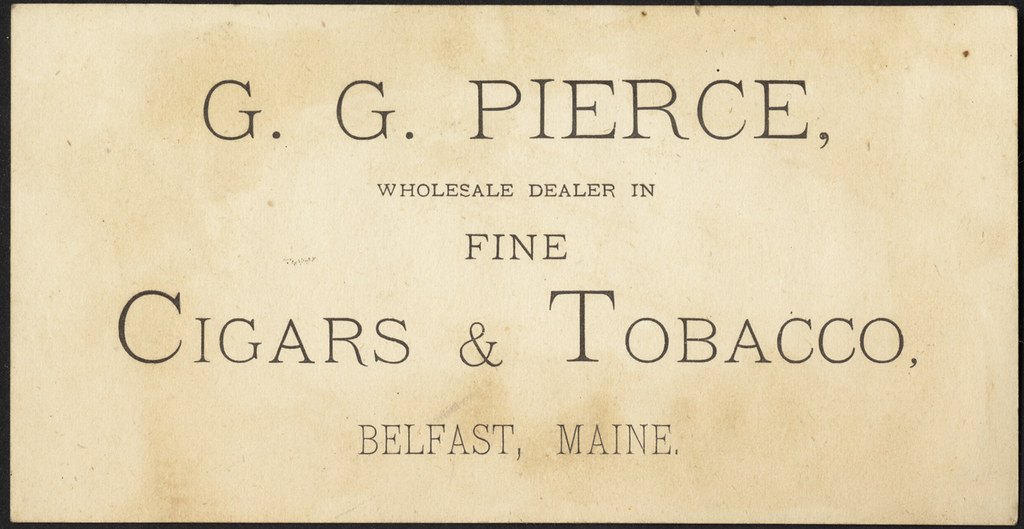 G. G. PIERCE,
WHOLESALE DEALER IN
FINE
CIGARS & TOBACCO,
BELFAST, MAINE.